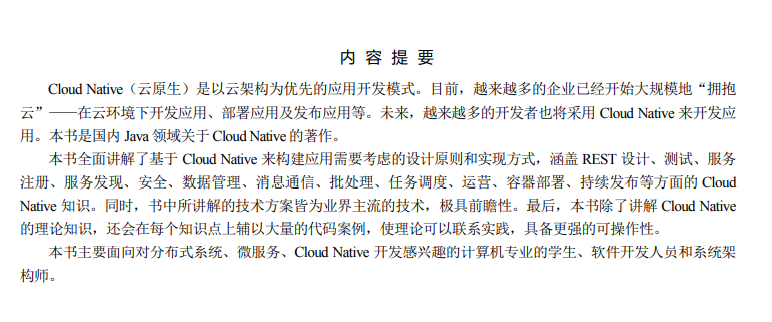 内 容 提 要
Cloud Native（云原生）是以云架构为优先的应用开发模式。目前，越来越多的企业已经开始大规模地“拥抱
云”——在云环境下开发应用、部署应用及发布应用等。未来，越来越多的开发者也将采用 Cloud Native 来开发应
用。本书是国内 Java 领域关于 Cloud Native 的著作。
本书全面讲解了基于 Cloud Native 来构建应用需要考虑的设计原则和实现方式，涵盖 REST 设计、测试、服务
注册、服务发现、安全、数据管理、消息通信、批处理、任务调度、运营、容器部署、持续发布等方面的 Cloud
Native 知识。同时，书中所讲解的技术方案皆为业界主流的技术，极具前瞻性。最后，本书除了讲解 Cloud Native
的理论知识，还会在每个知识点上辅以大量的代码案例，使理论可以联系实践，具备更强的可操作性。
本书主要面向对分布式系统、微服务、Cloud Native 开发感兴趣的计算机专业的学生、软件开发人员和系统架
构师。